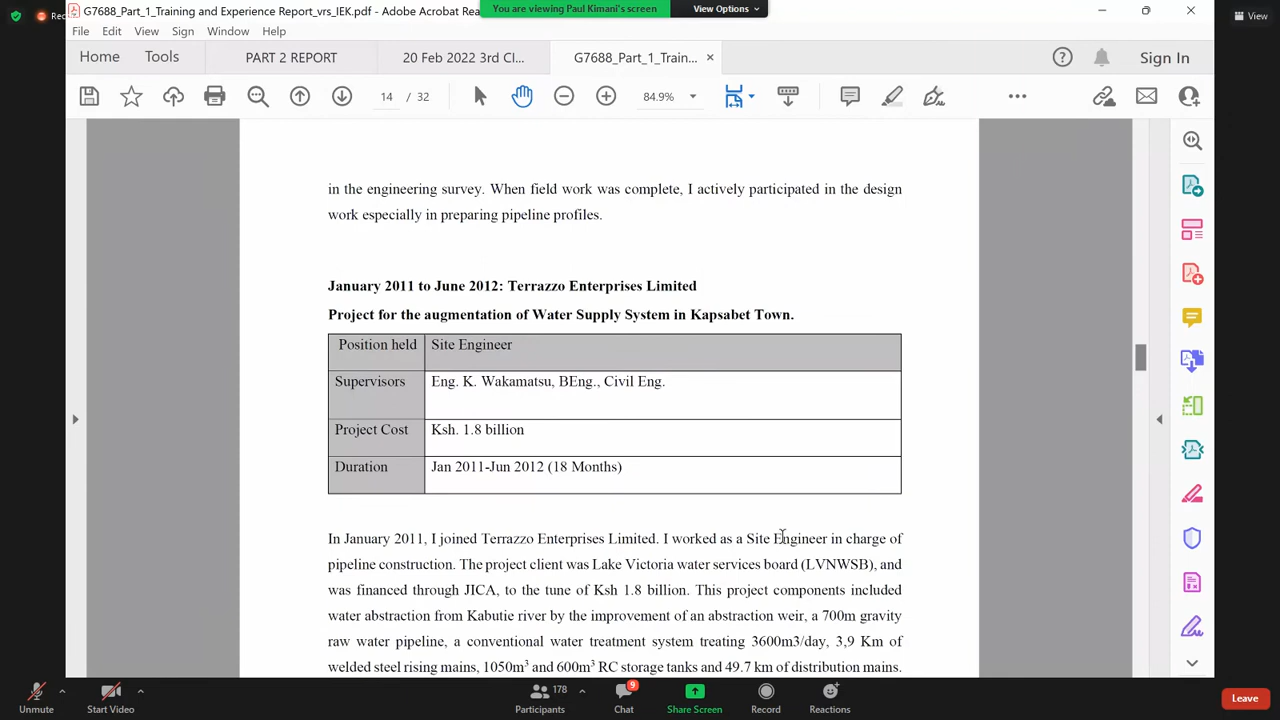 G7688_Part_1_Training and Experience Report_vrs_IEK.pdf - Adobe Acrobat Rea
You are viewing Paul Kimani's screen
View Options
Rec
View
File Edit View Sign Window Help
Home Tools PART 2 REPORT 20 Feb 2022 3rd Cl... G7688_Part_1_Train... Sign In
14 / 32 84.9%
in the engineering survey. When field work was complete, I actively participated in the design
work especially in preparing pipeline profiles.
January 2011 to June 2012: Terrazzo Enterprises Limited
Project for the augmentation of Water Supply System in Kapsabet Town.
Position held Site Engineer
Supervisors Eng. K. Wakamatsu, BEng., Civil Eng.
Project Cost Ksh. 1.8 billion
Duration Jan 2011-Jun 2012 (18 Months)
In January 2011, I joined Terrazzo Enterprises Limited. I worked as a Site Engineer in charge of
pipeline construction. The project client was Lake Victoria water services board (LVNWSB), and
was financed through JICA, to the tune of Ksh 1.8 billion. This project components included
water abstraction from Kabutie river by the improvement of an abstraction weir, a 700m gravity
raw water pipeline, a conventional water treatment system treating 3600m3/day, 3,9 Km of
welded steel rising mains, 1050m³ and 600m³ RC storage tanks and 49.7 km of distribution mains.
Unmute Start Video Participants 178 Chat 9 Share Screen Record Reactions Leave